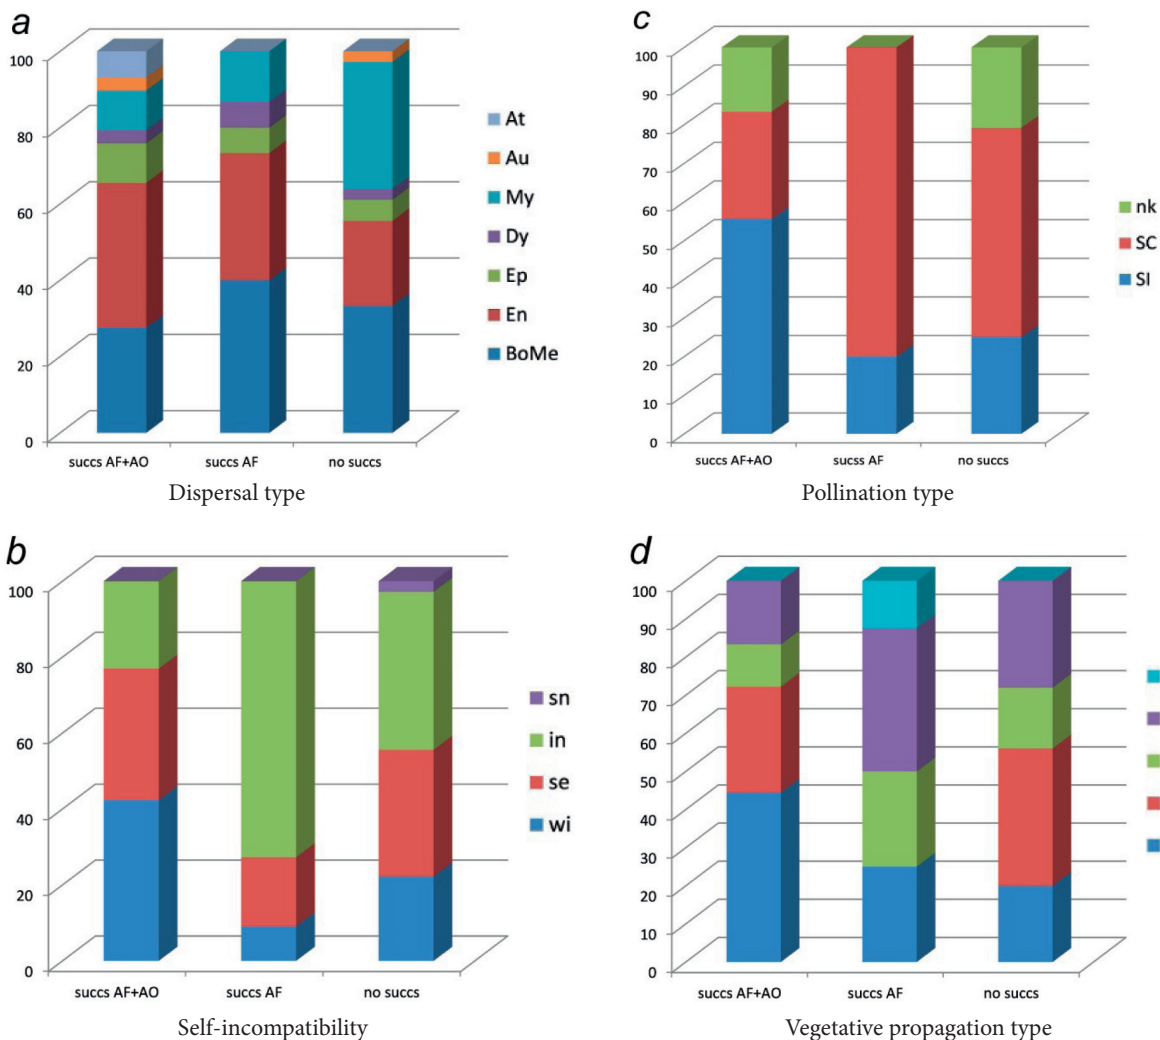 a
100
80
60
40
20
0
succs AF+AO
succs AF
no succs
At
Au
My
Dy
Ep
En
BoMe
Dispersal type
c
100
90
80
70
60
50
40
30
20
10
0
succs AF+AO
sucss AF
no succs
nk
SC
SI
Pollination type
b
100
80
60
40
20
0
succs AF+AO
succs AF
no succs
sn
in
se
wi
Self-incompatibility
d
100
90
80
70
60
50
40
30
20
10
0
succs AF+AO
succs AF
no succs
Vegetative propagation type